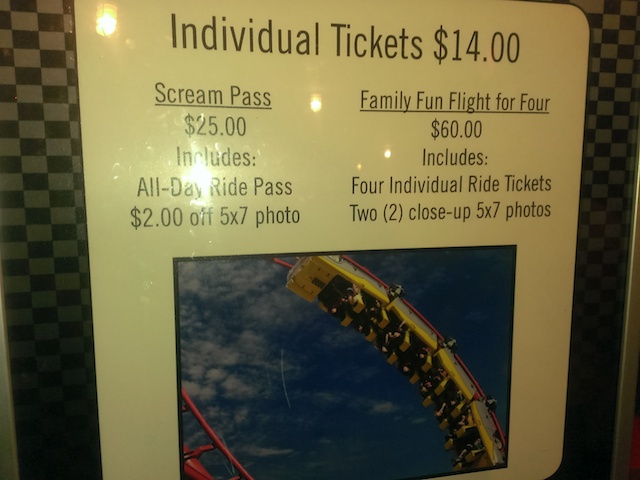 Individual Tickets $14.00
Scream Pass
$25.00
Includes:
All-Day Ride Pass
$2.00 off 5x7 photo
Family Fun Flight for Four
$60.00
Includes:
Four Individual Ride Tickets
Two (2) close-up 5x7 photos